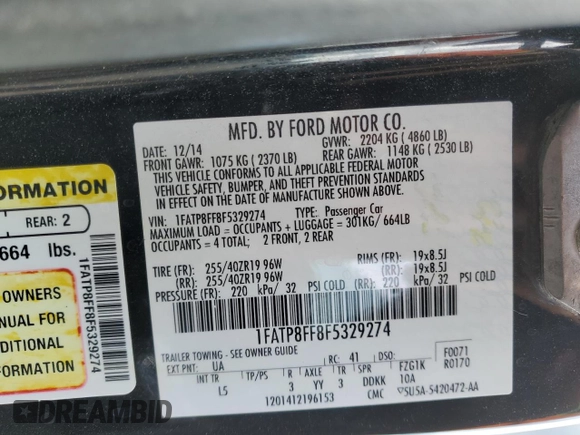 MFD. BY FORD MOTOR CO.
DATE: 12/14
GVWR: 2204 KG ( 4860 LB)
FRONT GAWR: 1075 KG ( 2370 LB)
REAR GAWR: 1148 KG ( 2530 LB)
THIS VEHICLE CONFORMS TO ALL APPLICABLE FEDERAL MOTOR
VEHICLE SAFETY, BUMPER, AND THEFT PREVENTION STANDARDS
IN EFFECT ON THE DATE OF MANUFACTURE SHOWN ABOVE.
VIN: 1FATP8FF8F5329274
TYPE: Passenger Car
MAXIMUM LOAD = OCCUPANTS + LUGGAGE = 301KG/ 664LB
OCCUPANTS = 4 TOTAL; 2 FRONT, 2 REAR
TIRE (FR): 255/40ZR19 96W
RIMS (FR): 19x8.5J
(RR): 255/40ZR19 96W
(RR): 19x8.5J
PRESSURE (FR): 220 kPa/ 32 PSI COLD
(RR): 220 kPa/ 32 PSI COLD
1FATP8FF8F5329274
TRAILER TOWING - SEE OWNER GUIDE
EXT PNT: UA
RC: 41
DSO:
F0071
R0170
INT TR
TP/PS
R
TR
FZG1K
L5
3
YY
3
DDKK
10A
1201412196153
CMC
SU5A-5420472-AA
FORMATION
REAR: 2
664 lbs.
1FATP8FF8F5329274
OWNERS
NUAL FOR
DITIONAL
FORMATION
DREAMBID